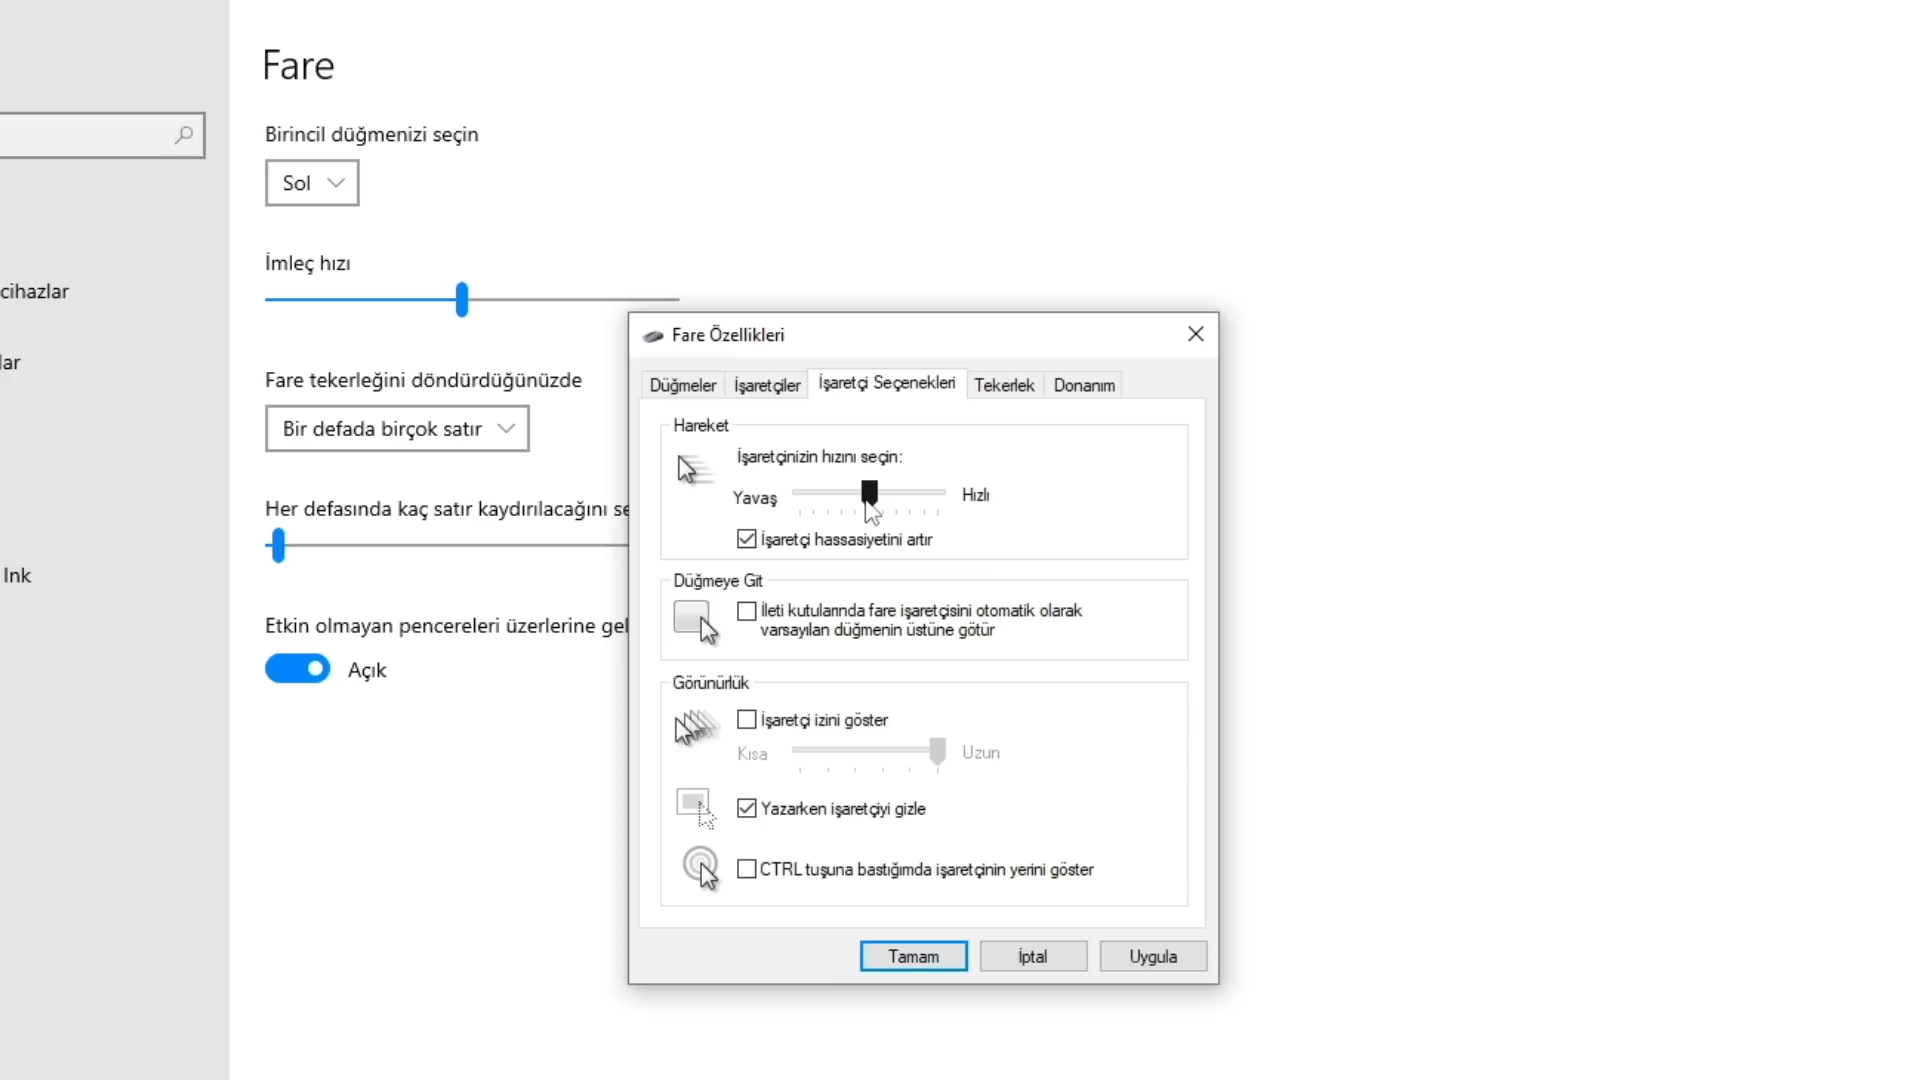 Fare
Birincil düğmenizi seçin
Sol
İmleç hızı
cihazlar
lar
Fare tekerleğini döndürdüğünüzde
Bir defada birçok satır
Her defasında kaç satır kaydırılacağını se
Ink
Etkin olmayan pencereleri üzerlerine gel
Açık
Fare Özellikleri
Düğmeler İşaretçiler İşaretçi Seçenekleri Tekerlek Donanım
Hareket
İşaretçinizin hızını seçin:
Yavaş Hızlı
İşaretçi hassasiyetini artır
Düğmeye Git
İleti kutularında fare işaretçisini otomatik olarak
varsayılan düğmenin üstüne götür
Görünürlük
İşaretçi izini göster
Kısa Uzun
Yazarken işaretçiyi gizle
CTRL tuşuna bastığımda işaretçinin yerini göster
Tamam İptal Uygula